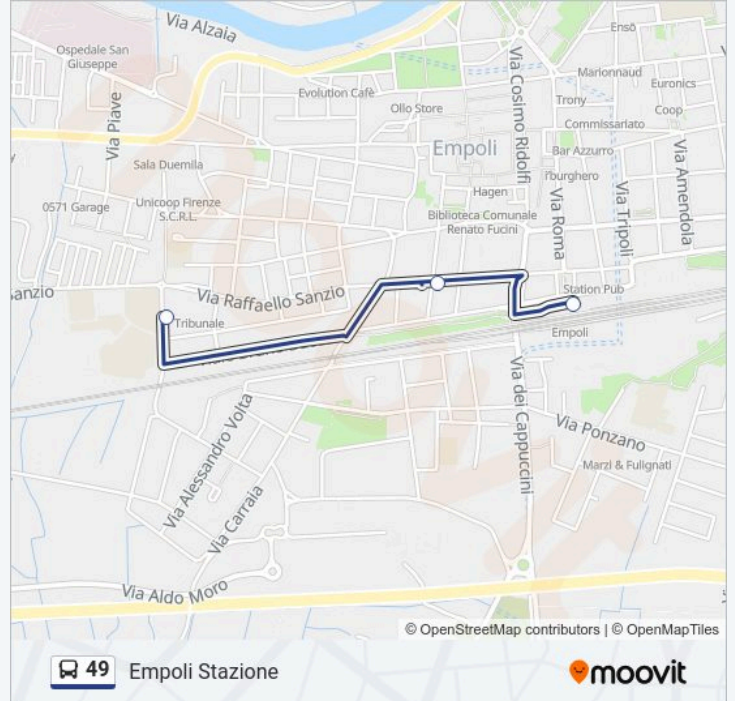 Via Alzaia
Ensō
Ospedale San
Giuseppe
Via Cosimo Ridolfi
Marionnaud
Euronics
Evolution Cafè
Trony
Ollo Store
Coop
Via Piave
Commissariato
Empoli
Bar Azzurro
Via Amendola
Sala Duemila
i'burghero
Hagen
Via Roma
Via Tripoli
0571 Garage
Unicoop Firenze
S.C.R.L.
Biblioteca Comunale
Renato Fucini
anzio
Via Raffaello Sanzio
Station Pub
Tribunale
Empoli
Via dei Cappuccini
Via Alessandro Volta
Via Ponzano
Marzi & Fulignati
Via Carraia
Via Aldo Moro
© OpenStreetMap contributors | © OpenMapTiles
49 Empoli Stazione
moovit